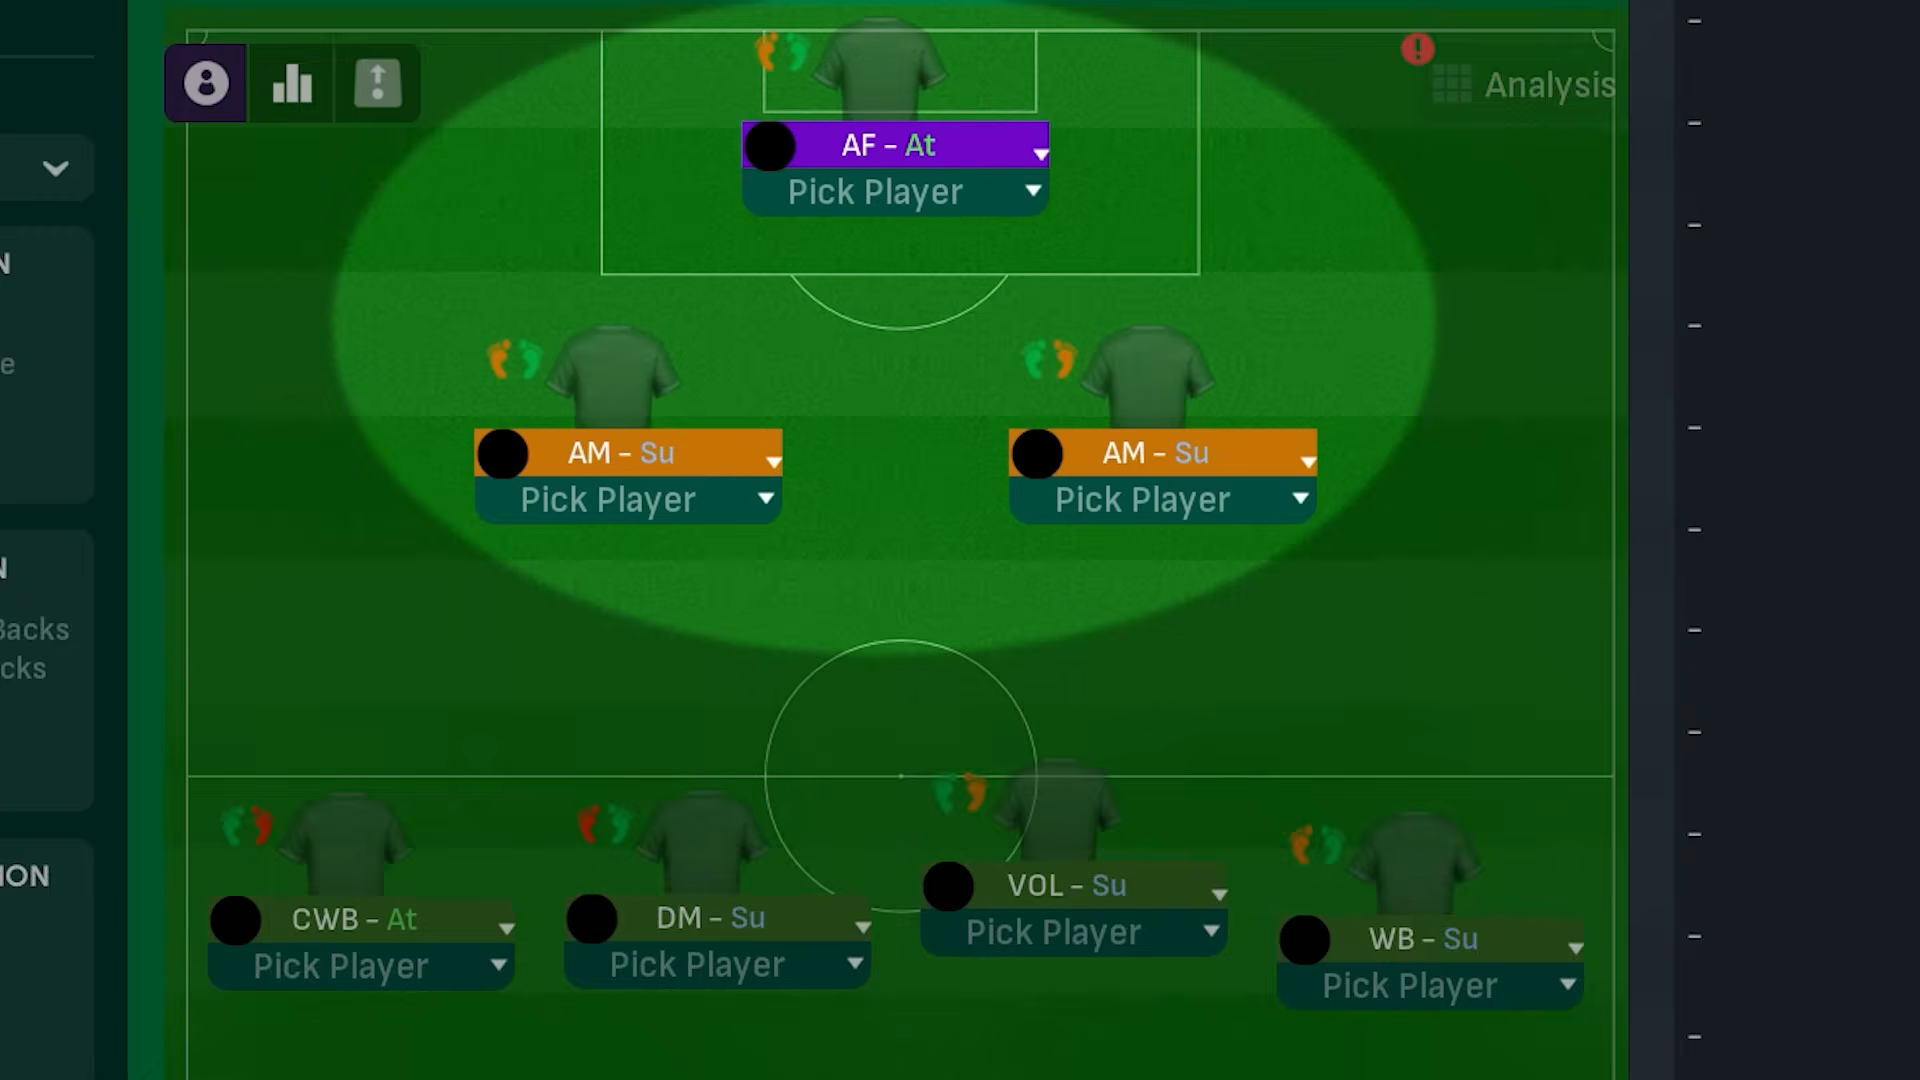 Analysis
AF - At
Pick Player
N
e
AM - Su
Pick Player
AM - Su
Pick Player
N
Backs
cks
ION
VOL - Su
Pick Player
CWB - At
Pick Player
DM - Su
Pick Player
WB - Su
Pick Player